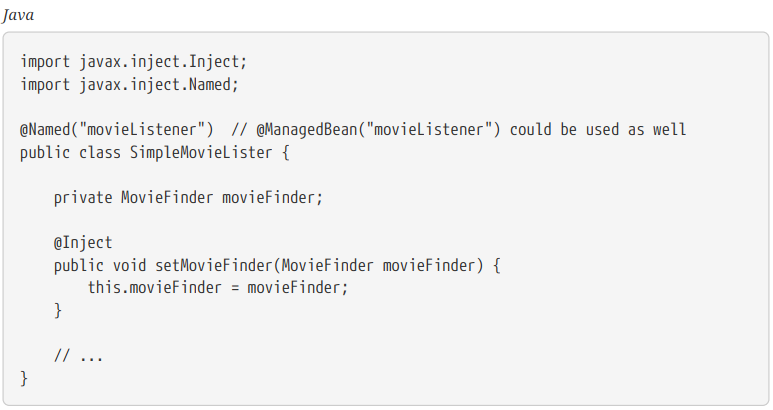 Java
import javax.inject.Inject;
import javax.inject.Named;
@Named("movieListener")  // @ManagedBean("movieListener") could be used as well
public class SimpleMovieLister {
    private MovieFinder movieFinder;
    @Inject
    public void setMovieFinder(MovieFinder movieFinder) {
        this.movieFinder = movieFinder;
    }
    // ...
}